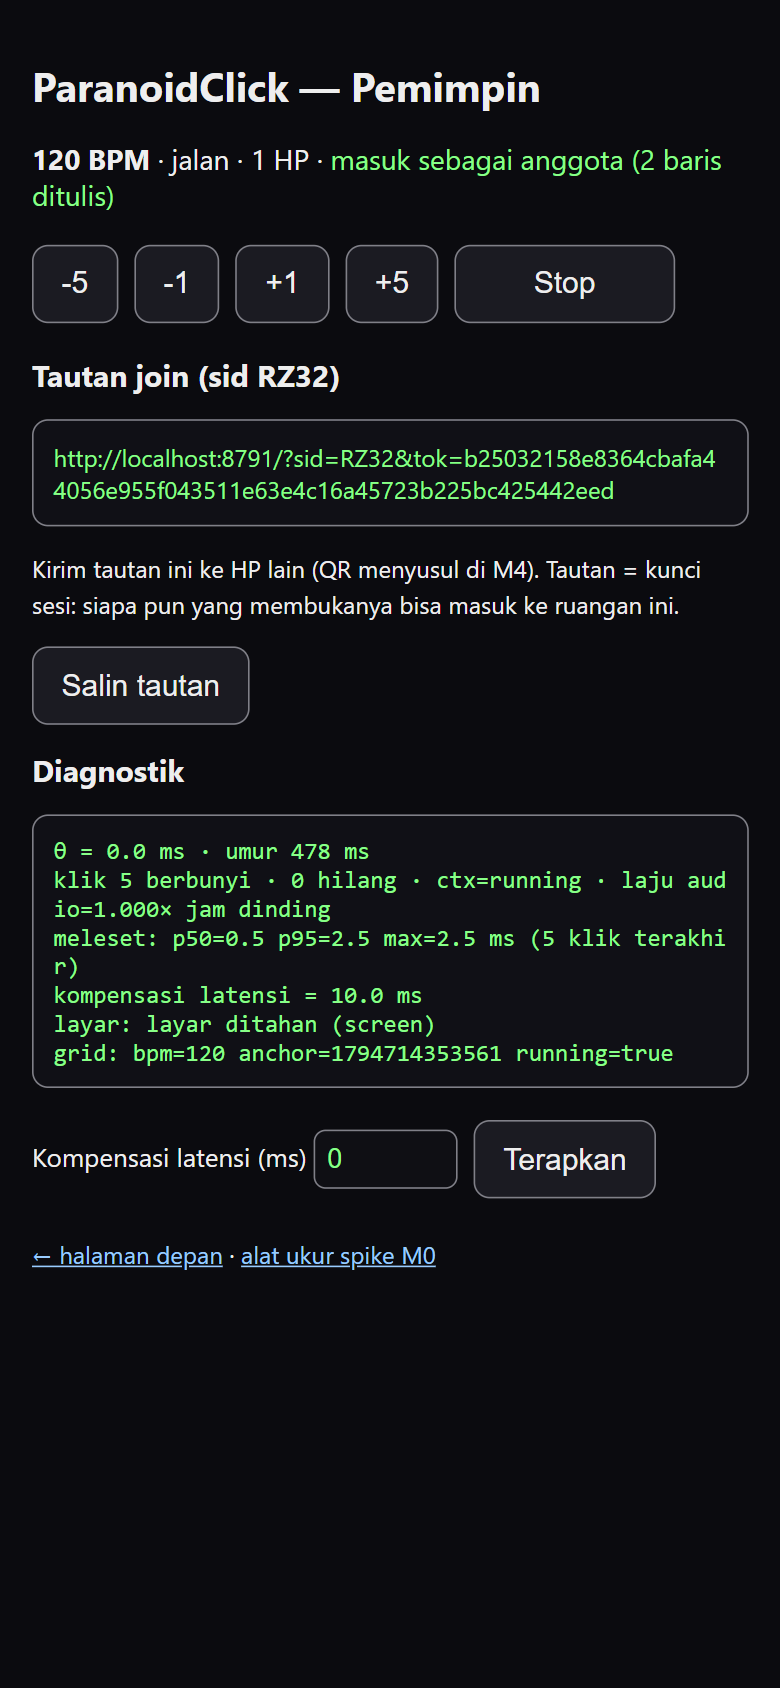 ParanoidClick — Pemimpin
120 BPM · jalan · 1 HP · masuk sebagai anggota (2 baris
ditulis)
-5 -1 +1 +5 Stop
Tautan join (sid RZ32)
http://localhost:8791/?sid=RZ32&tok=b25032158e8364cbafa4
4056e955f043511e63e4c16a45723b225bc425442eed
Kirim tautan ini ke HP lain (QR menyusul di M4). Tautan = kunci
sesi: siapa pun yang membukanya bisa masuk ke ruangan ini.
Salin tautan
Diagnostik
θ = 0.0 ms · umur 478 ms
klik 5 berbunyi · 0 hilang · ctx=running · laju aud
io=1.000× jam dinding
meleset: p50=0.5 p95=2.5 max=2.5 ms (5 klik terakhi
r)
kompensasi latensi = 10.0 ms
layar: layar ditahan (screen)
grid: bpm=120 anchor=1794714353561 running=true
Kompensasi latensi (ms) 0 Terapkan
← halaman depan · alat ukur spike M0